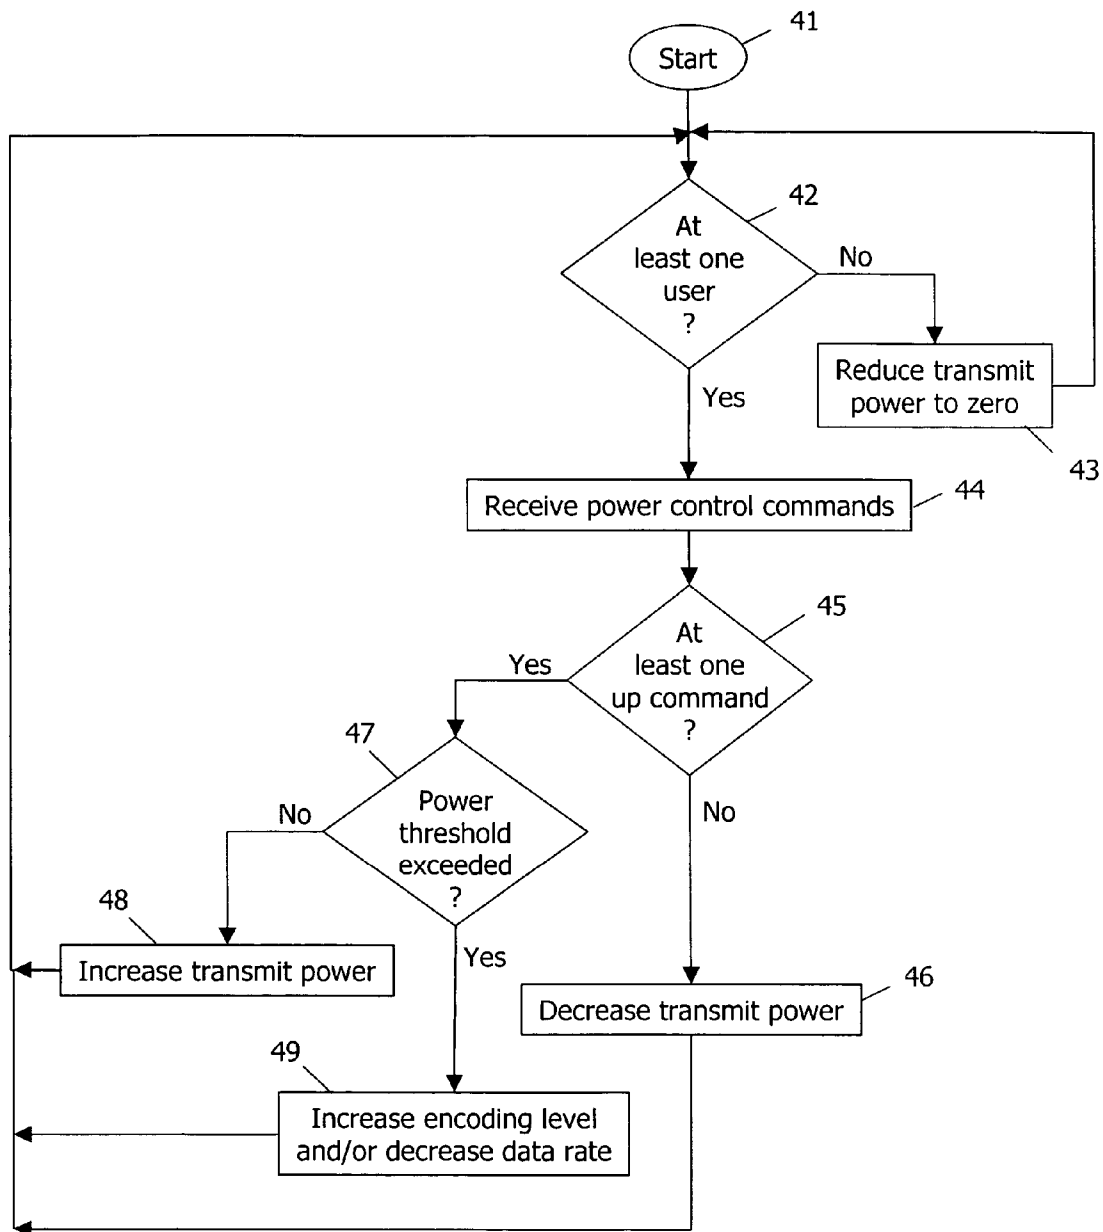 41
Start
42
At
least one
user
?
No
Yes
Reduce transmit
power to zero
43
44
Receive power control commands
45
At
least one
up command
?
Yes
No
47
Power
threshold
exceeded
?
No
Yes
48
Increase transmit power
46
Decrease transmit power
49
Increase encoding level
and/or decrease data rate